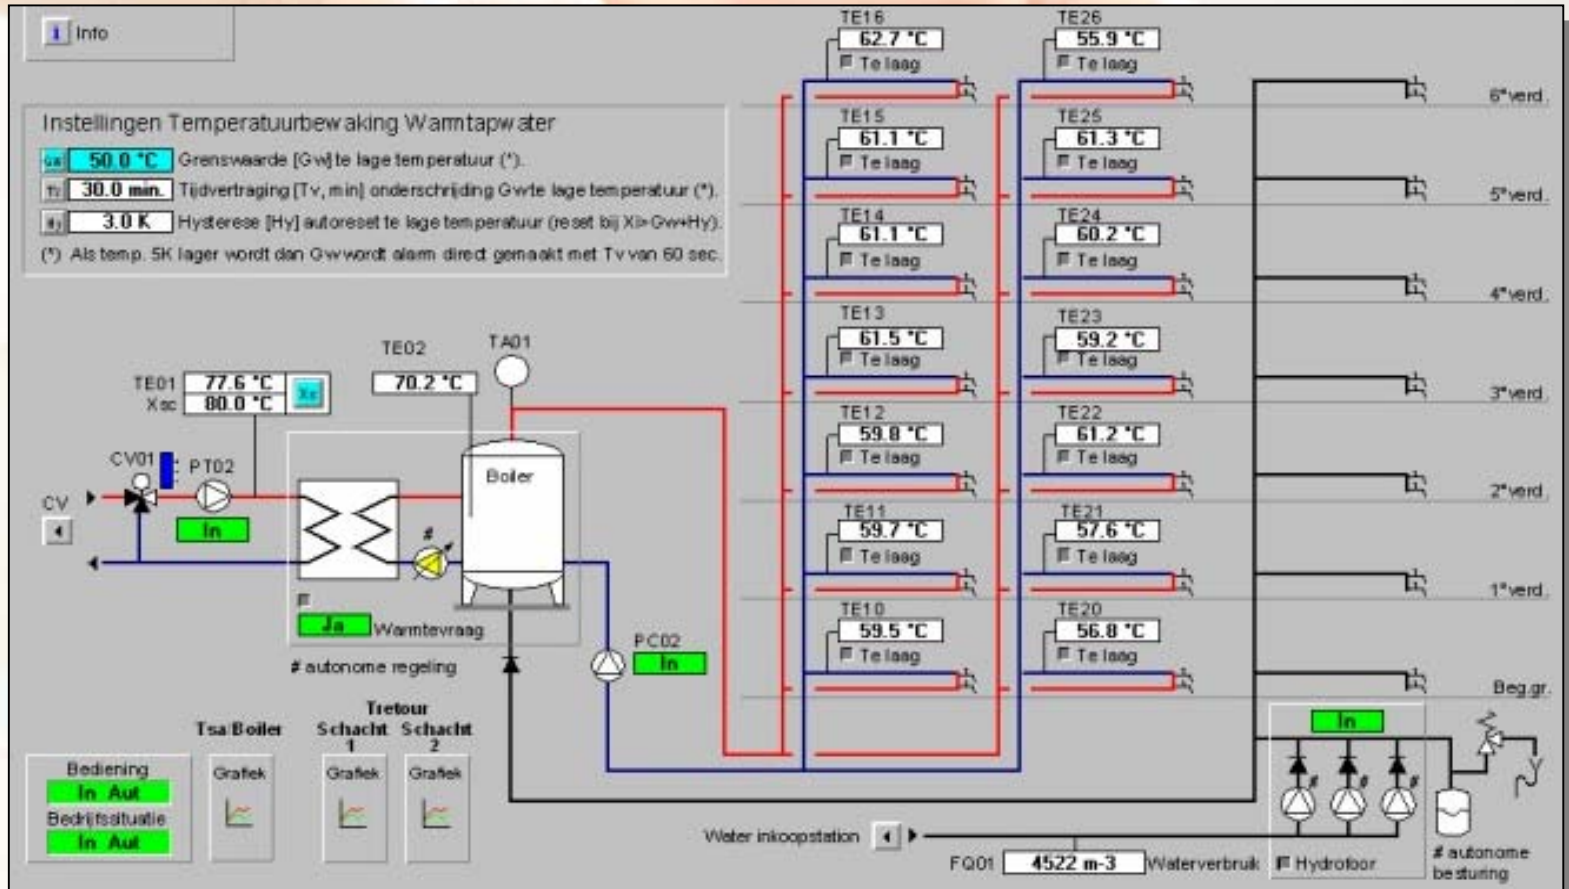 i Info
Instellingen Temperatuurbewaking Warmtapwater
Gw 50.0 °C Grenswaarde [Gw] te lage temperatuur (*).
Tv 30.0 min. Tijdvertraging [Tv, min] onderschrijding Gw te lage temperatuur (*).
Hy 3.0 K Hysterese [Hy] autoreset te lage temperatuur (reset bij Xi>Gw+Hy).
(*) Als temp. 5K lager wordt dan Gw wordt alarm direct gemaakt met Tv van 60 sec.
TE16 TE26
62.7 °C 55.9 °C
Te laag Te laag
6°verd.
TE15 TE25
61.1 °C 61.3 °C
Te laag Te laag
5°verd.
TE14 TE24
61.1 °C 60.2 °C
Te laag Te laag
4°verd.
TE13 TE23
61.5 °C 59.2 °C
Te laag Te laag
3°verd.
TE12 TE22
59.8 °C 61.2 °C
Te laag Te laag
2°verd.
TE11 TE21
59.7 °C 57.6 °C
Te laag Te laag
1°verd.
TE10 TE20
59.5 °C 56.8 °C
Te laag Te laag
Beg.gr.
TE01 77.6 °C
Xsc 80.0 °C
TE02
70.2 °C
TA01
CV01
PT02
In
CV
Boiler
#
Ja Warmtevraag
# autonome regeling
PC02
In
Tsa/Boiler
Grafiek
Tretour
Schacht 1
Schacht 2
Grafiek Grafiek
Bediening
In Aut
Bedrijfssituatie
In Aut
In
# # #
Water inkoopstation
FQ01 4522 m-3 Waterverbruik
Hydrofoor
# autonome
besturing